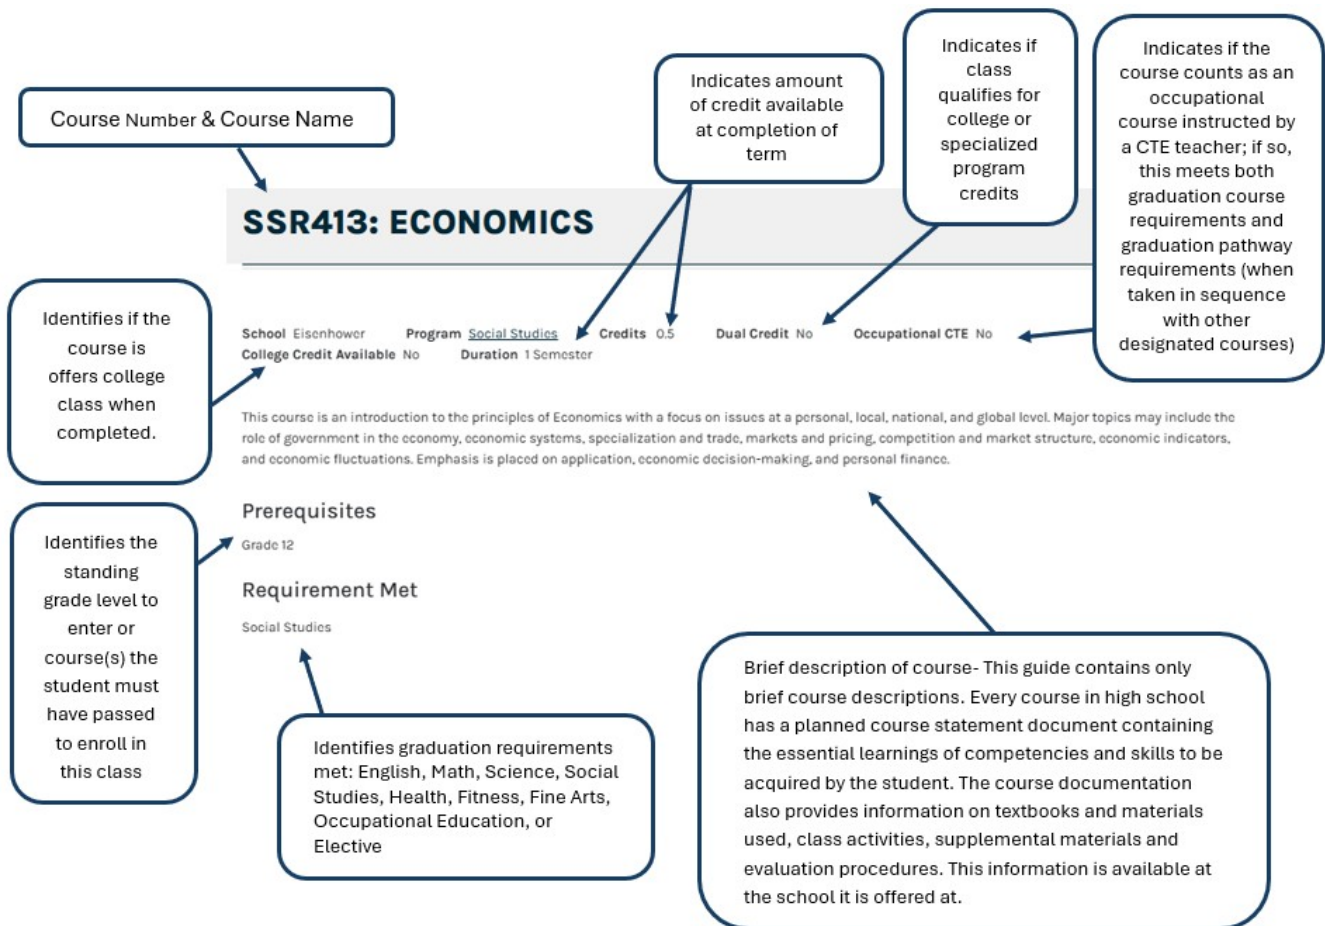 Course Number & Course Name
Indicates amount
of credit available
at completion of
term
Indicates if
class
qualifies for
college or
specialized
program
credits
Indicates if the
course counts as an
occupational
course instructed by
a CTE teacher; if so,
this meets both
graduation course
requirements and
graduation pathway
requirements (when
taken in sequence
with other
designated courses)
SSR413: ECONOMICS
Identifies if the
course is
offers college
class when
completed.
School Eisenhower Program Social Studies Credits 0.5 Dual Credit No Occupational CTE No
College Credit Available No Duration 1 Semester
This course is an introduction to the principles of Economics with a focus on issues at a personal, local, national, and global level. Major topics may include the
role of government in the economy, economic systems, specialization and trade, markets and pricing, competition and market structure, economic indicators,
and economic fluctuations. Emphasis is placed on application, economic decision-making, and personal finance.
Identifies the
standing
grade level to
enter or
course(s) the
student must
have passed
to enroll in
this class
Prerequisites
Grade 12
Requirement Met
Social Studies
Identifies graduation requirements
met: English, Math, Science, Social
Studies, Health, Fitness, Fine Arts,
Occupational Education, or
Elective
Brief description of course- This guide contains only
brief course descriptions. Every course in high school
has a planned course statement document containing
the essential learnings of competencies and skills to be
acquired by the student. The course documentation
also provides information on textbooks and materials
used, class activities, supplemental materials and
evaluation procedures. This information is available at
the school it is offered at.